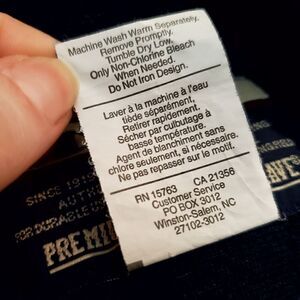 Machine Wash Warm Separately.
Remove Promptly.
Tumble Dry Low.
Only Non-Chlorine Bleach
When Needed.
Do Not Iron Design.
Laver à la machine à l'eau
tiède séparément,
Retirer rapidement.
Sécher par culbutage à
basse température.
Agent de blanchiment sans
chlore seulement, si nécessaire.
Ne pas repasser sur le motif.
RN 15763 CA 21356
Customer Service
PO BOX 3012
Winston-Salem, NC
27102-3012
SINCE 191
AUTH
FOR DURABLE
PREMI